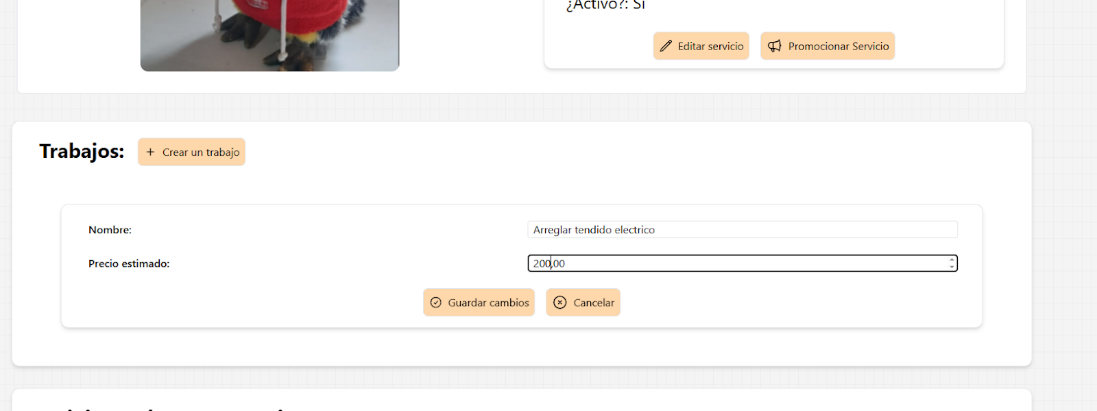 ¿Activo?: Si
Editar servicio Promocionar Servicio
Trabajos: + Crear un trabajo
Nombre: Arreglar tendido electrico
Precio estimado: 200,00
Guardar cambios Cancelar